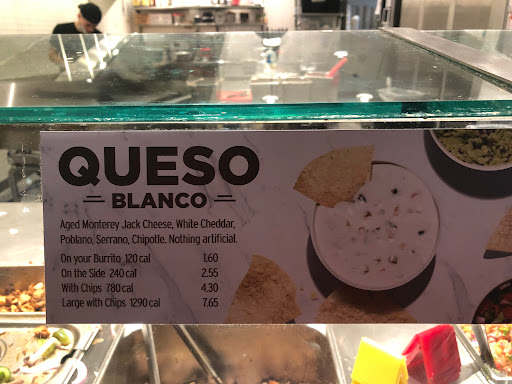 QUESO
BLANCO
Aged Monterey Jack Cheese, White Cheddar,
Poblano, Serrano, Chipotle. Nothing artificial.
On your Burrito 120 cal 1.60
On the Side 240 cal 2.55
With Chips 780 cal 4.30
Large with Chips 1290 cal 7.65